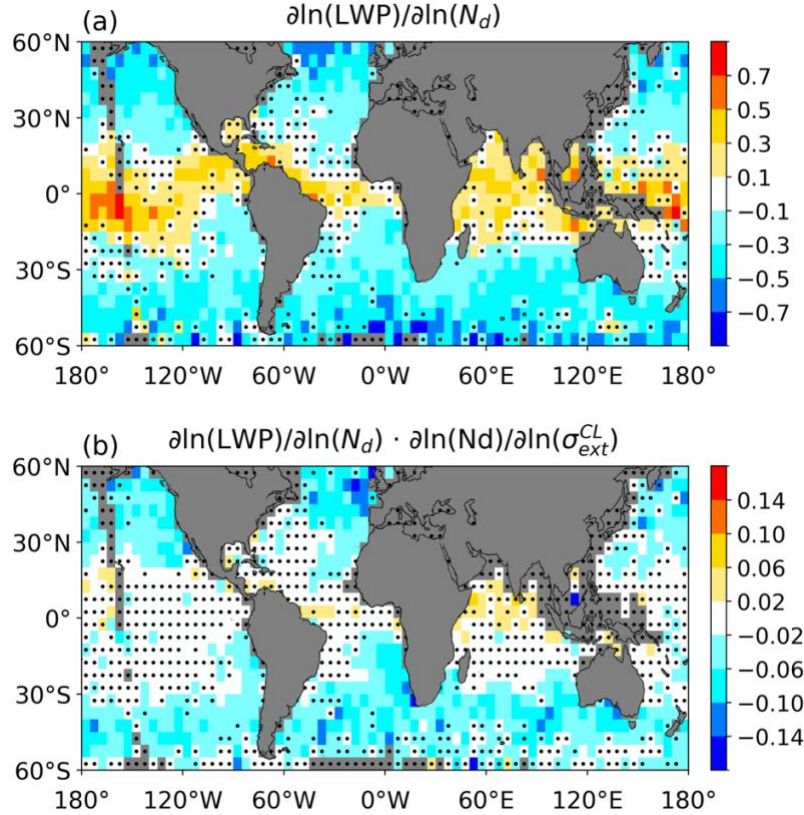 (a) ∂ln(LWP)/∂ln(N_d)
60°N
30°N
0°
30°S
60°S
180° 120°W 60°W 0°E 60°E 120°E 180°
0.7
0.5
0.3
0.1
−0.1
−0.3
−0.5
−0.7
(b) ∂ln(LWP)/∂ln(N_d) · ∂ln(Nd)/∂ln(σ_ext^CL)
60°N
30°N
0°
30°S
60°S
180° 120°W 60°W 0°E 60°E 120°E 180°
0.14
0.10
0.06
0.02
−0.02
−0.06
−0.10
−0.14